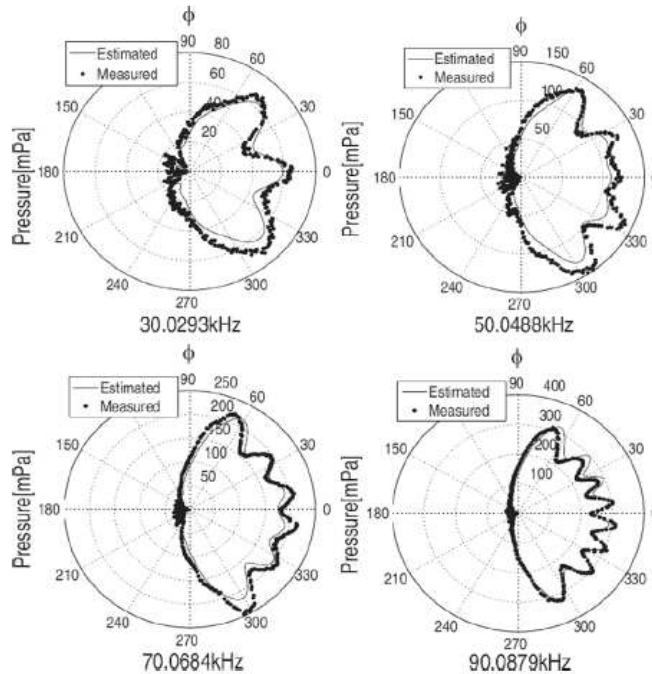 ϕ
90 80
Estimated
Measured
60
60
40
20
150
30
Pressure[mPa]
180
0
210
330
240
300
270
30.0293kHz
ϕ
90 150
Estimated
Measured
60
100
50
150
30
Pressure[mPa]
180
0
210
330
240
300
270
50.0488kHz
ϕ
90 250
Estimated
Measured
200
60
150
100
50
150
30
Pressure[mPa]
180
0
210
330
240
300
270
70.0684kHz
ϕ
90 400
Estimated
Measured
300
60
200
100
150
30
Pressure[mPa]
180
0
210
330
240
300
270
90.0879kHz